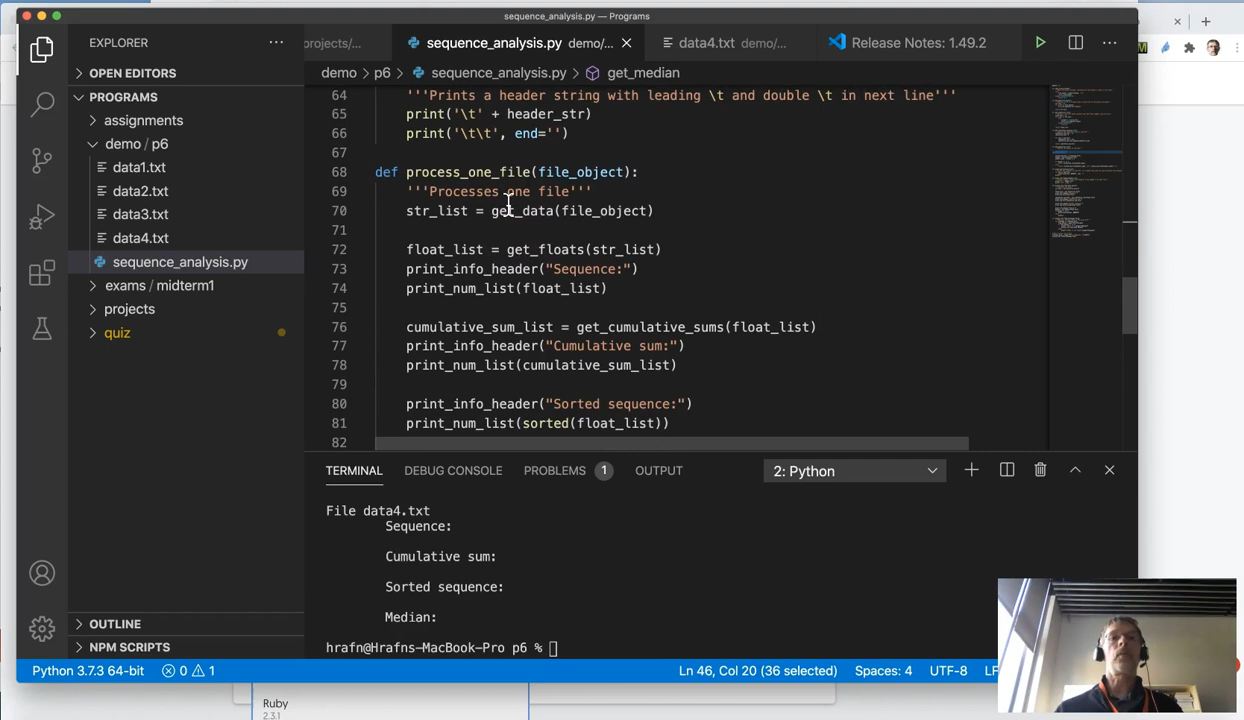 sequence_analysis.py — Programs
EXPLORER
rojects/...
sequence_analysis.py demo/...
data4.txt demo/...
Release Notes: 1.49.2
demo > p6 > sequence_analysis.py > get_median
OPEN EDITORS
PROGRAMS
assignments
demo / p6
data1.txt
data2.txt
data3.txt
data4.txt
sequence_analysis.py
exams / midterm1
projects
quiz
OUTLINE
NPM SCRIPTS
64 '''Prints a header string with leading \t and double \t in next line'''
65 print('\t' + header_str)
66 print('\t\t', end='')
67
68 def process_one_file(file_object):
69 '''Processes one file'''
70 str_list = get_data(file_object)
71
72 float_list = get_floats(str_list)
73 print_info_header("Sequence:")
74 print_num_list(float_list)
75
76 cumulative_sum_list = get_cumulative_sums(float_list)
77 print_info_header("Cumulative sum:")
78 print_num_list(cumulative_sum_list)
79
80 print_info_header("Sorted sequence:")
81 print_num_list(sorted(float_list))
82
TERMINAL DEBUG CONSOLE PROBLEMS 1 OUTPUT 2: Python
File data4.txt
Sequence:
Cumulative sum:
Sorted sequence:
Median:
hrafn@Hrafns-MacBook-Pro p6 %
Python 3.7.3 64-bit 0 1 Ln 46, Col 20 (36 selected) Spaces: 4 UTF-8 LF
Ruby
2.3.1